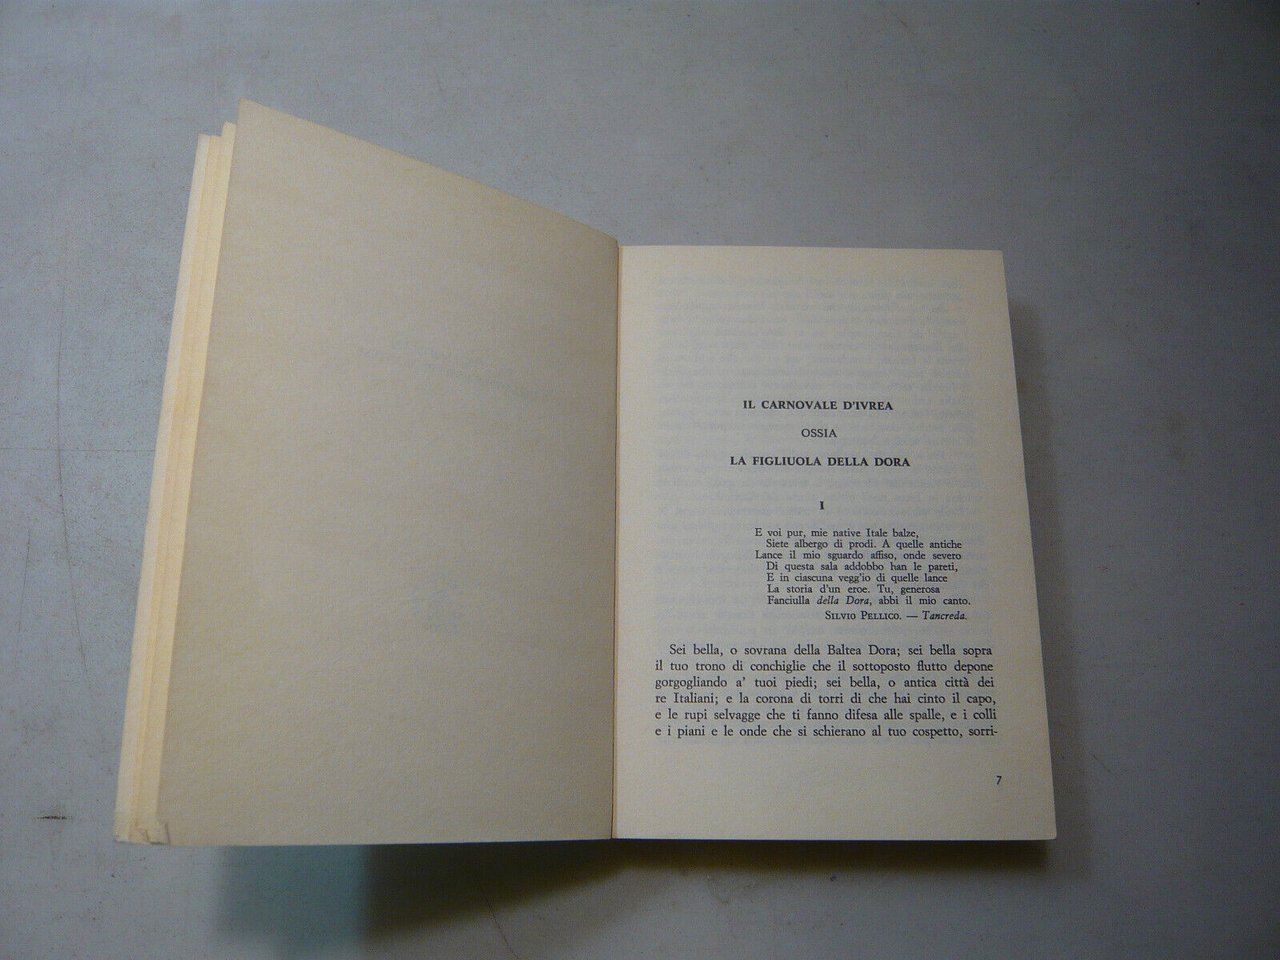 IL CARNOVALE D'IVREA
OSSIA
LA FIGLIUOLA DELLA DORA
I
E voi pur, mie native Itale balze,
Siete albergo di prodi. A quelle antiche
Lance il mio sguardo affiso, onde severo
Di questa sala addobbo han le pareti,
E in ciascuna vegg'io di quelle lance
La storia d'un eroe. Tu, generosa
Fanciulla della Dora, abbi il mio canto.
SILVIO PELLICO. — Tancreda.
Sei bella, o sovrana della Baltea Dora; sei bella sopra
il tuo trono di conchiglie che il sottoposto flutto depone
gorgogliando a' tuoi piedi; sei bella, o antica città dei
re Italiani; e la corona di torri di che hai cinto il capo,
e le rupi selvagge che ti fanno difesa alle spalle, e i colli
e i piani e le onde che si schierano al tuo cospetto, sorri-
7